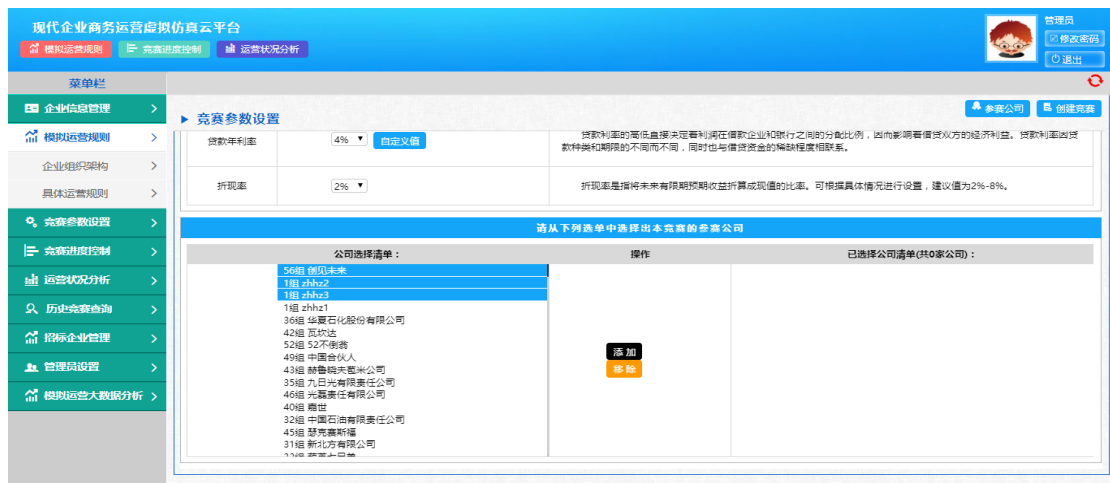 现代企业商务运营虚拟仿真云平台
管理员
模拟运营规则 竞赛进度控制 运营状况分析
修改密码
退出
菜单栏
企业信息管理
参赛公司 创建竞赛
竞赛参数设置
模拟运营规则
贷款年利率 4% 自定义值 贷款利率的高低直接决定着利润在借款企业和银行之间的分配比例，因而影响着借贷双方的经济利益。贷款利率因贷
款种类和期限的不同而不同，同时也与借贷资金的稀缺程度相联系。
企业组织架构
具体运营规则
折现率 2% 折现率是指将未来有限期预期收益折算成现值的比率。可根据具体情况进行设置，建议值为2%-8%。
竞赛参数设置
请从下列选单中选择出本竞赛的参赛公司
竞赛进度控制
公司选择清单： 操作 已选择公司清单(共0家公司)：
运营状况分析
历史竞赛查询
招标企业管理
管理员设置
模拟运营大数据分析
56组 创见未来
1组 zhhz2
1组 zhhz3
1组 zhhz1
36组 华夏石化股份有限公司
42组 瓦坎达
52组 52不倒翁
49组 中国合伙人
43组 赫鲁晓夫苞米公司
35组 九日光有限责任公司
46组 光磊责任有限公司
40组 嘉世
32组 中国石油有限责任公司
45组 瑟克赛斯福
31组 新北方有限公司
添加
移除